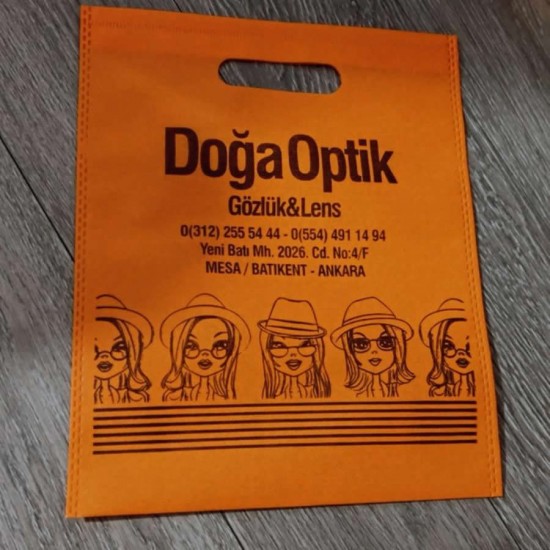 Doğa Optik
Gözlük&Lens
0(312) 255 54 44 - 0(554) 491 14 94
Yeni Batı Mh. 2026. Cd. No:4/F
MESA / BATIKENT - ANKARA